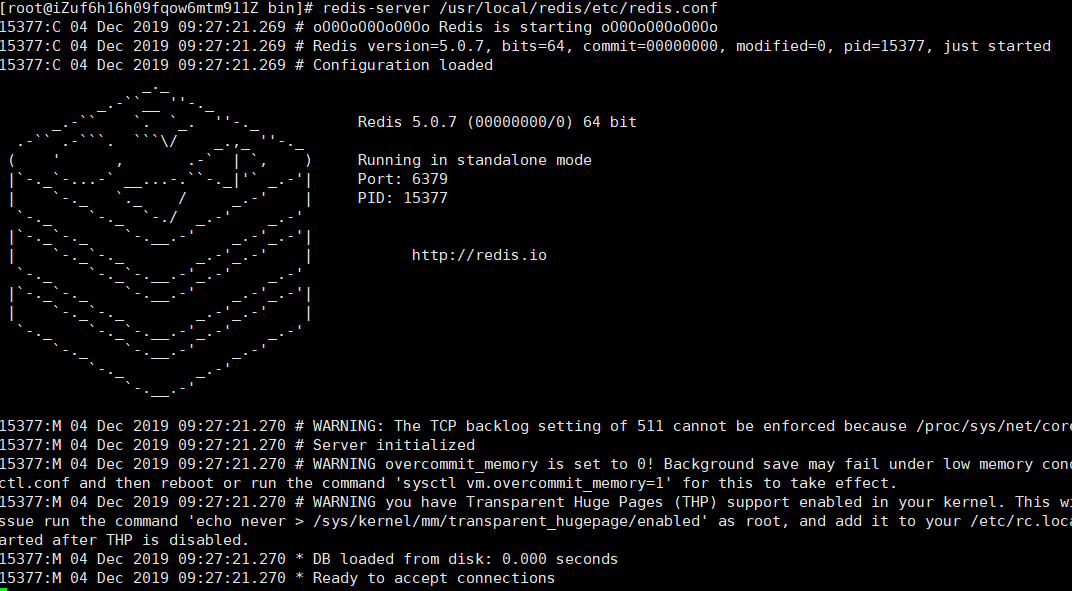 [root@iZuf6h16h09fqow6mtm911Z bin]# redis-server /usr/local/redis/etc/redis.conf
15377:C 04 Dec 2019 09:27:21.269 # oO0OoO0OoO0Oo Redis is starting oO0OoO0OoO0Oo
15377:C 04 Dec 2019 09:27:21.269 # Redis version=5.0.7, bits=64, commit=00000000, modified=0, pid=15377, just started
15377:C 04 Dec 2019 09:27:21.269 # Configuration loaded
Redis 5.0.7 (00000000/0) 64 bit
Running in standalone mode
Port: 6379
PID: 15377
http://redis.io
15377:M 04 Dec 2019 09:27:21.270 # WARNING: The TCP backlog setting of 511 cannot be enforced because /proc/sys/net/core
15377:M 04 Dec 2019 09:27:21.270 # Server initialized
15377:M 04 Dec 2019 09:27:21.270 # WARNING overcommit_memory is set to 0! Background save may fail under low memory con
ctl.conf and then reboot or run the command 'sysctl vm.overcommit_memory=1' for this to take effect.
15377:M 04 Dec 2019 09:27:21.270 # WARNING you have Transparent Huge Pages (THP) support enabled in your kernel. This wi
ssue run the command 'echo never > /sys/kernel/mm/transparent_hugepage/enabled' as root, and add it to your /etc/rc.loca
arted after THP is disabled.
15377:M 04 Dec 2019 09:27:21.270 * DB loaded from disk: 0.000 seconds
15377:M 04 Dec 2019 09:27:21.270 * Ready to accept connections